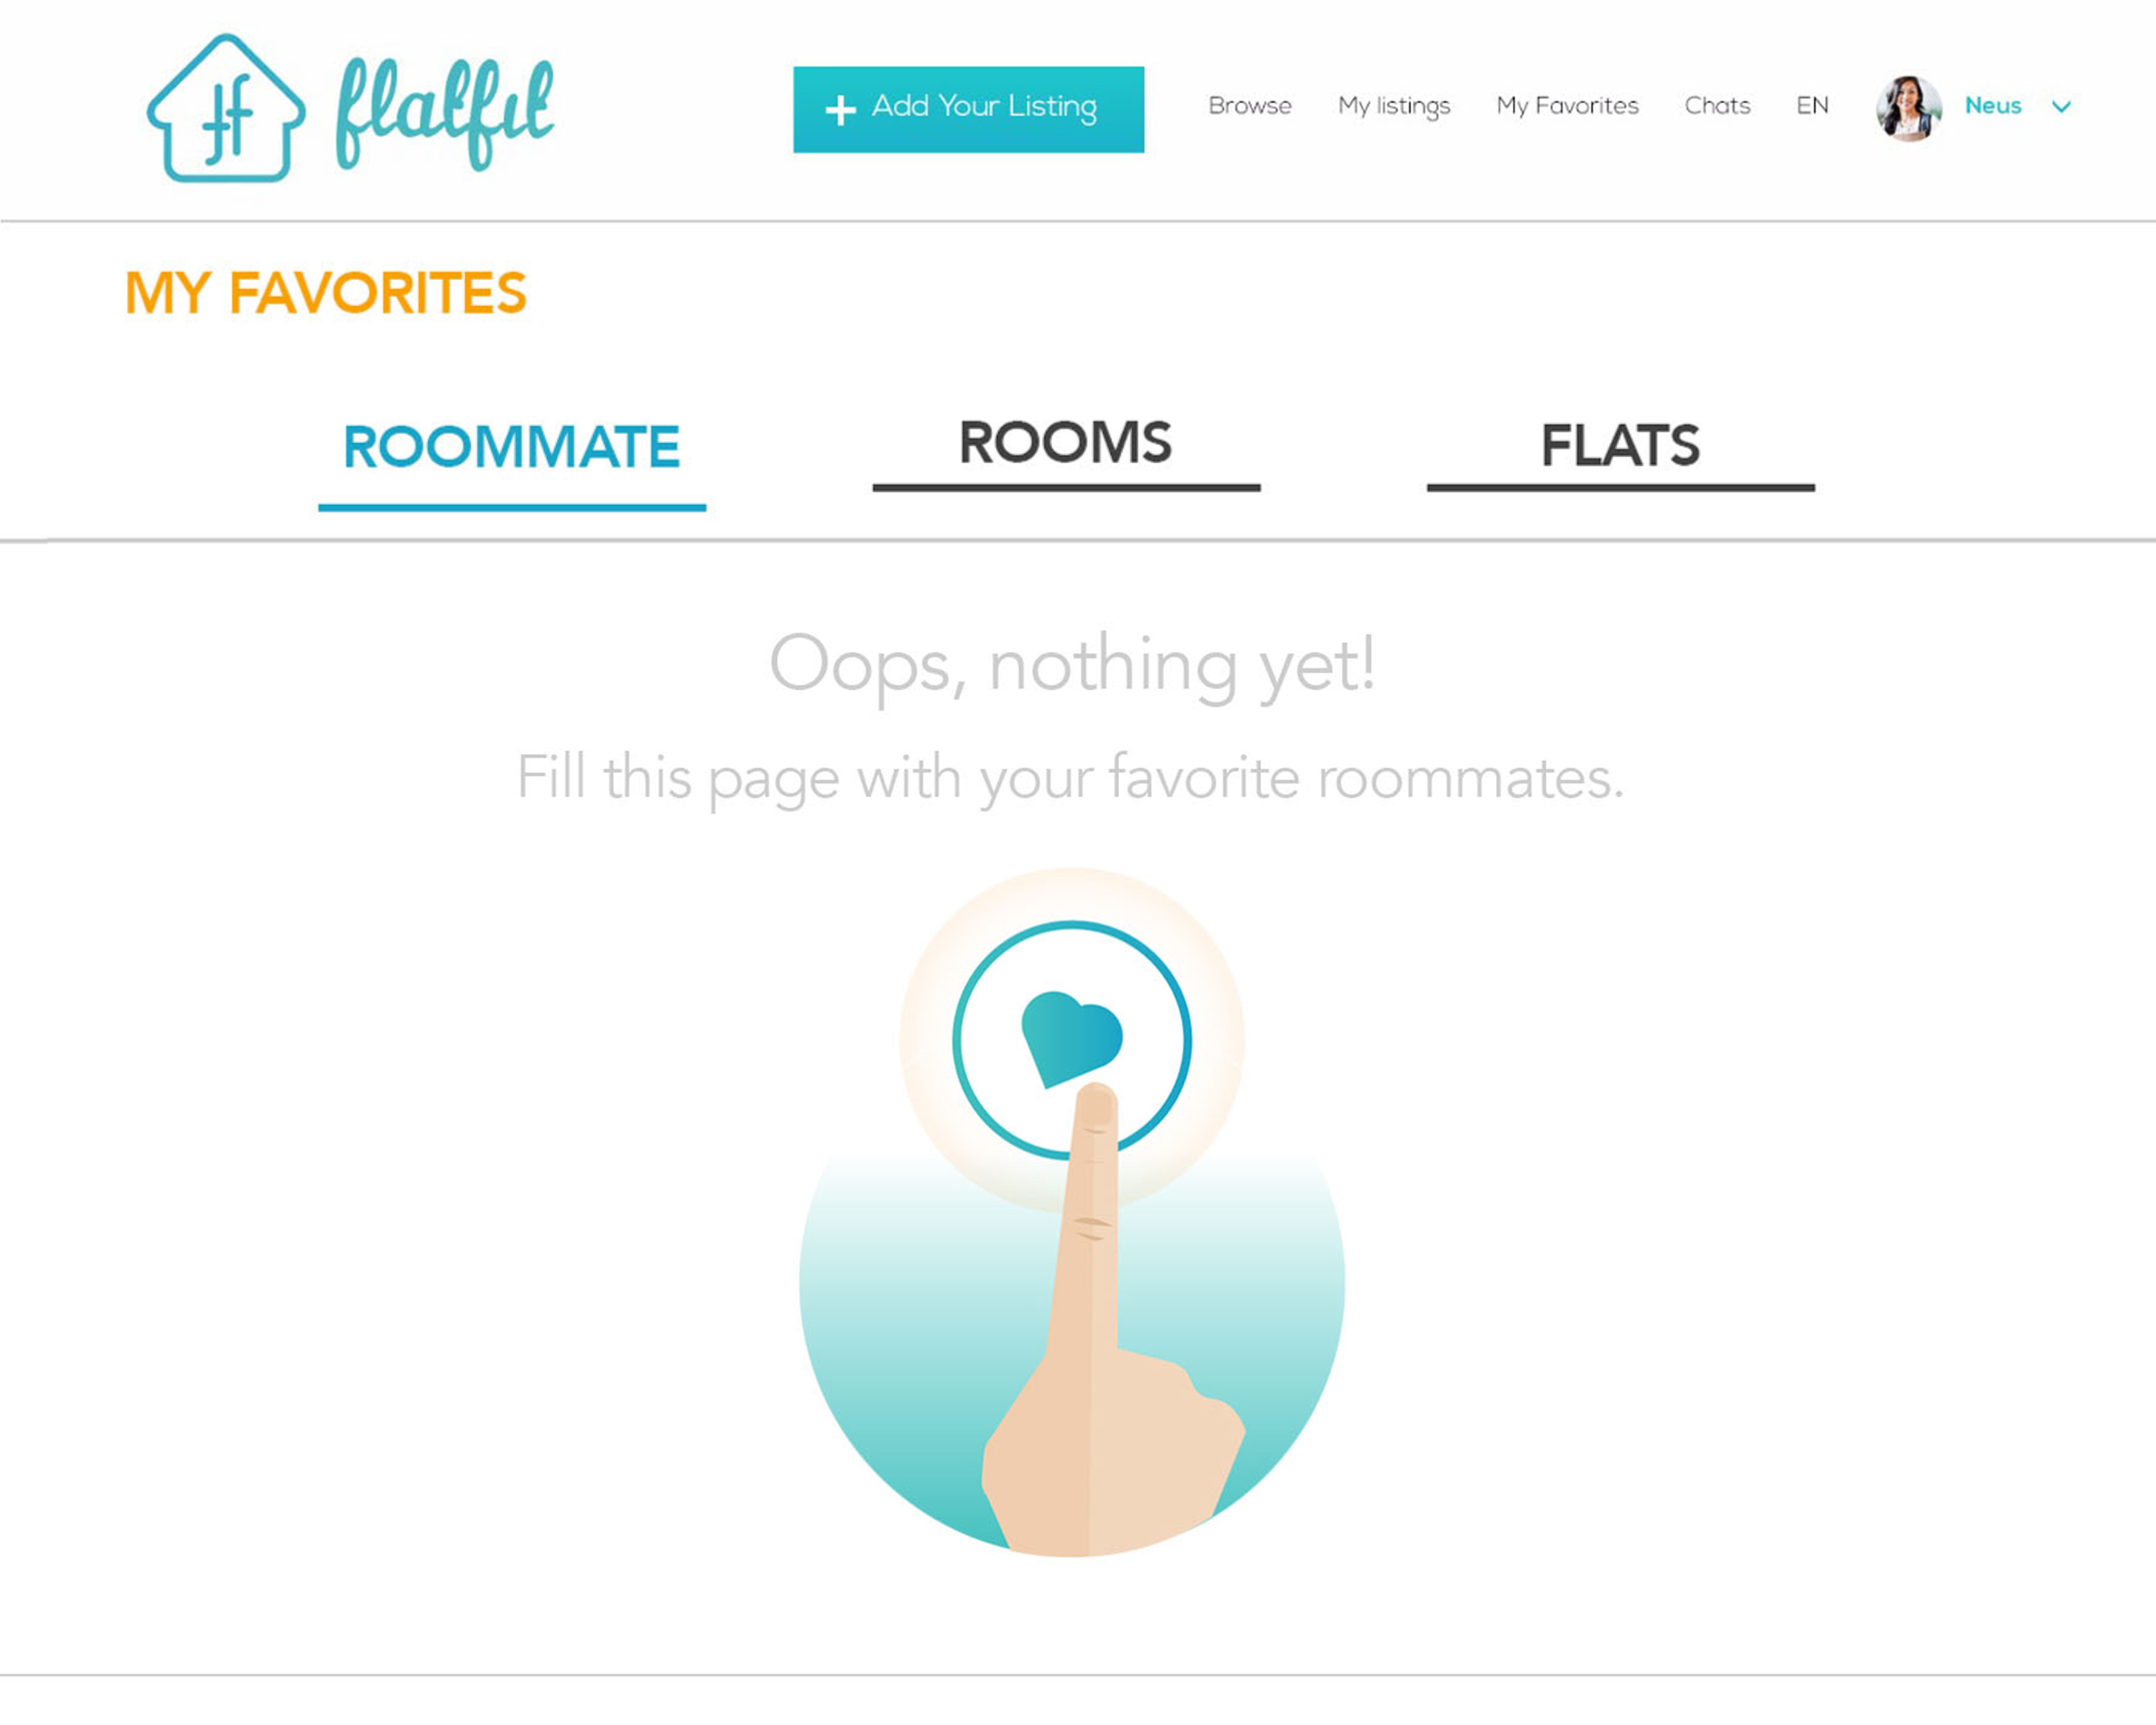 flatfit
+ Add Your Listing
Browse My listings My Favorites Chats EN Neus
MY FAVORITES
ROOMMATE ROOMS FLATS
Oops, nothing yet!
Fill this page with your favorite roommates.